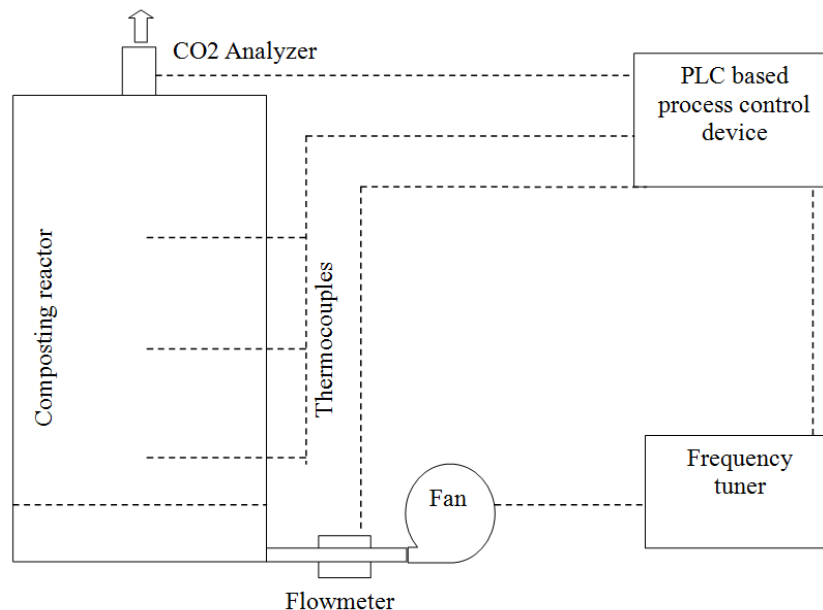 CO2 Analyzer
PLC based
process control
device
Composting reactor
Thermocouples
Frequency
tuner
Fan
Flowmeter